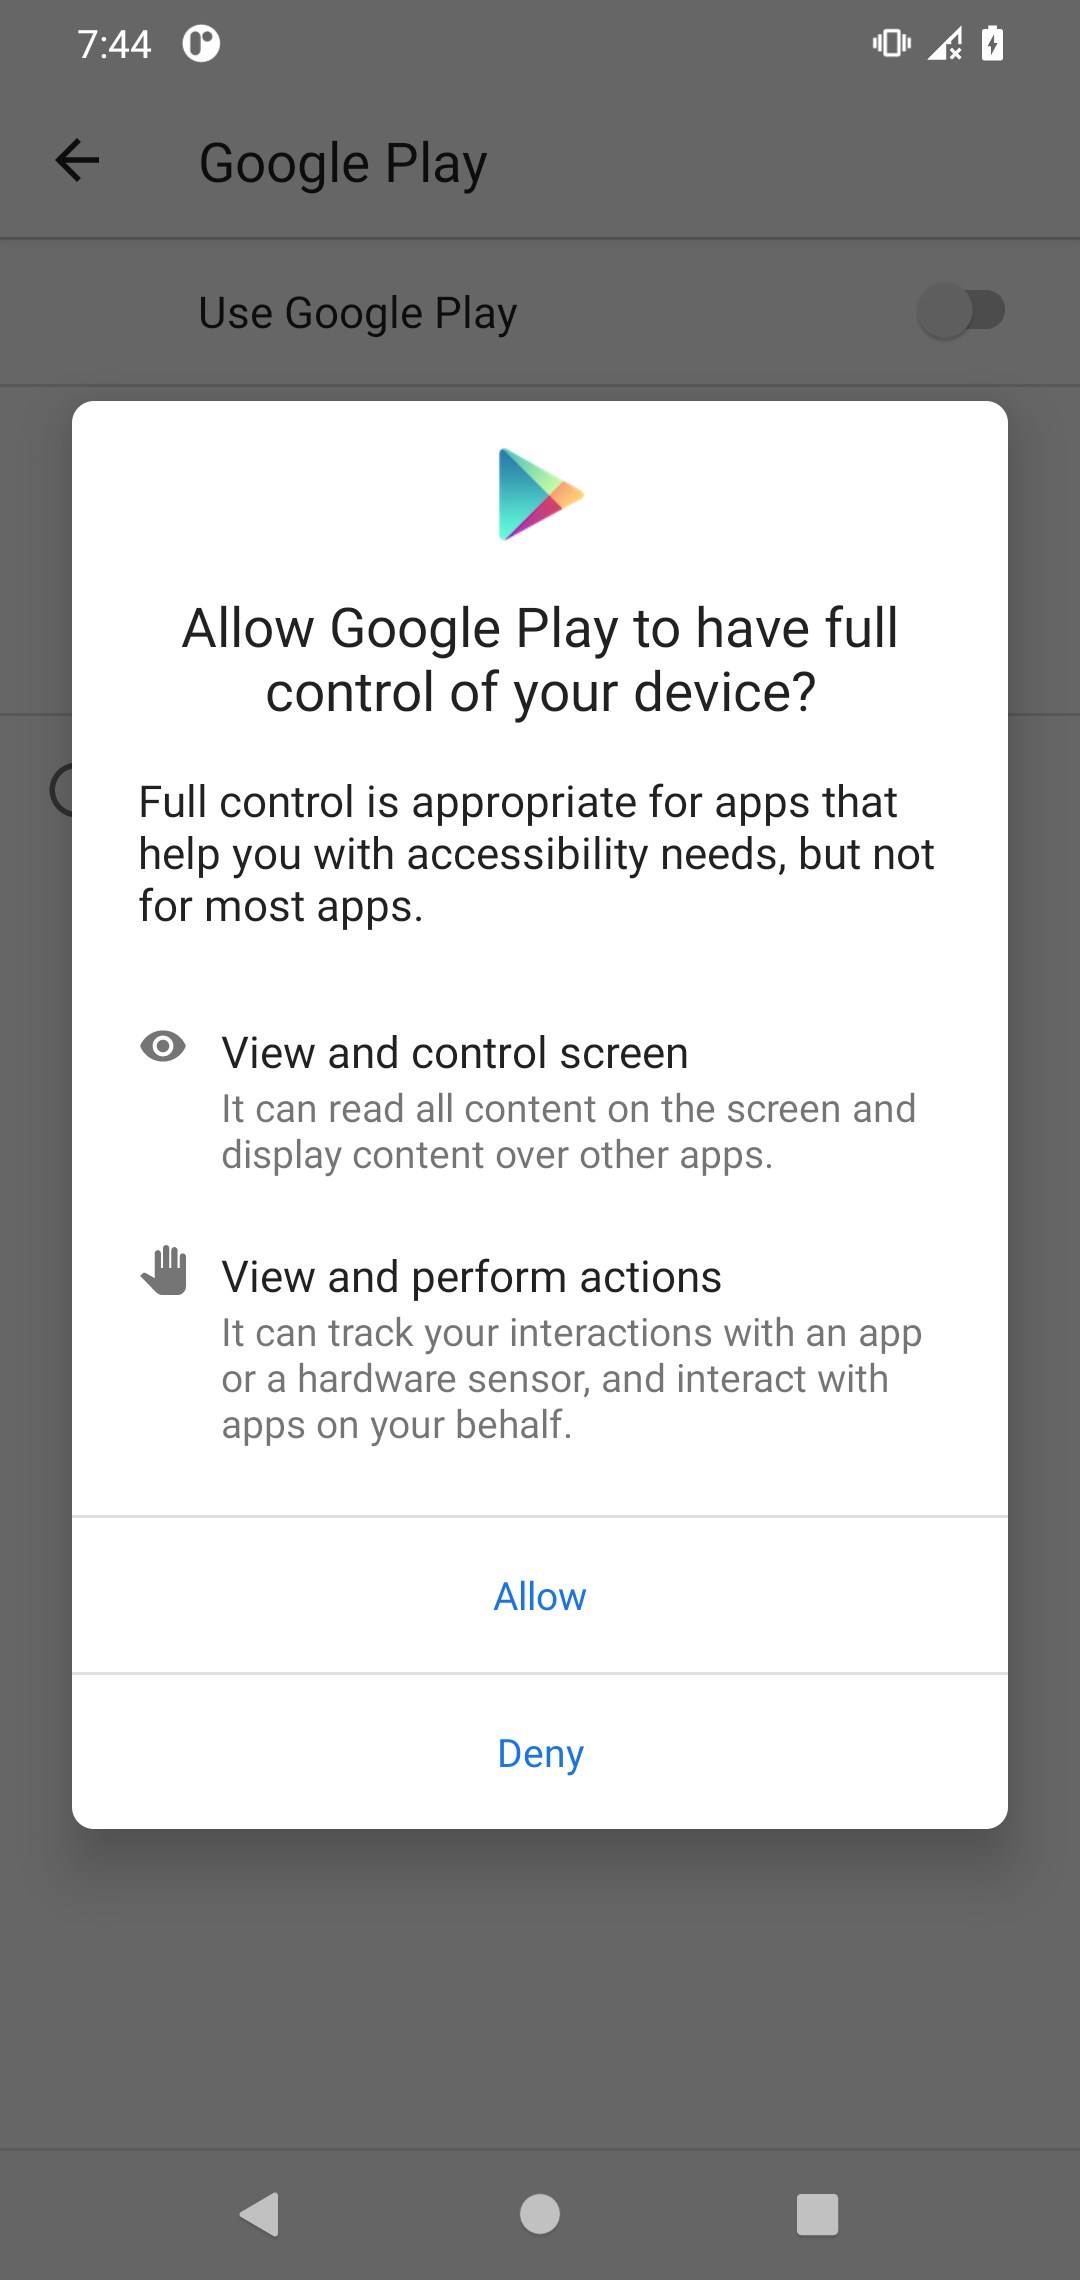 7:44
Google Play
Use Google Play
Allow Google Play to have full
control of your device?
Full control is appropriate for apps that
help you with accessibility needs, but not
for most apps.
View and control screen
It can read all content on the screen and
display content over other apps.
View and perform actions
It can track your interactions with an app
or a hardware sensor, and interact with
apps on your behalf.
Allow
Deny